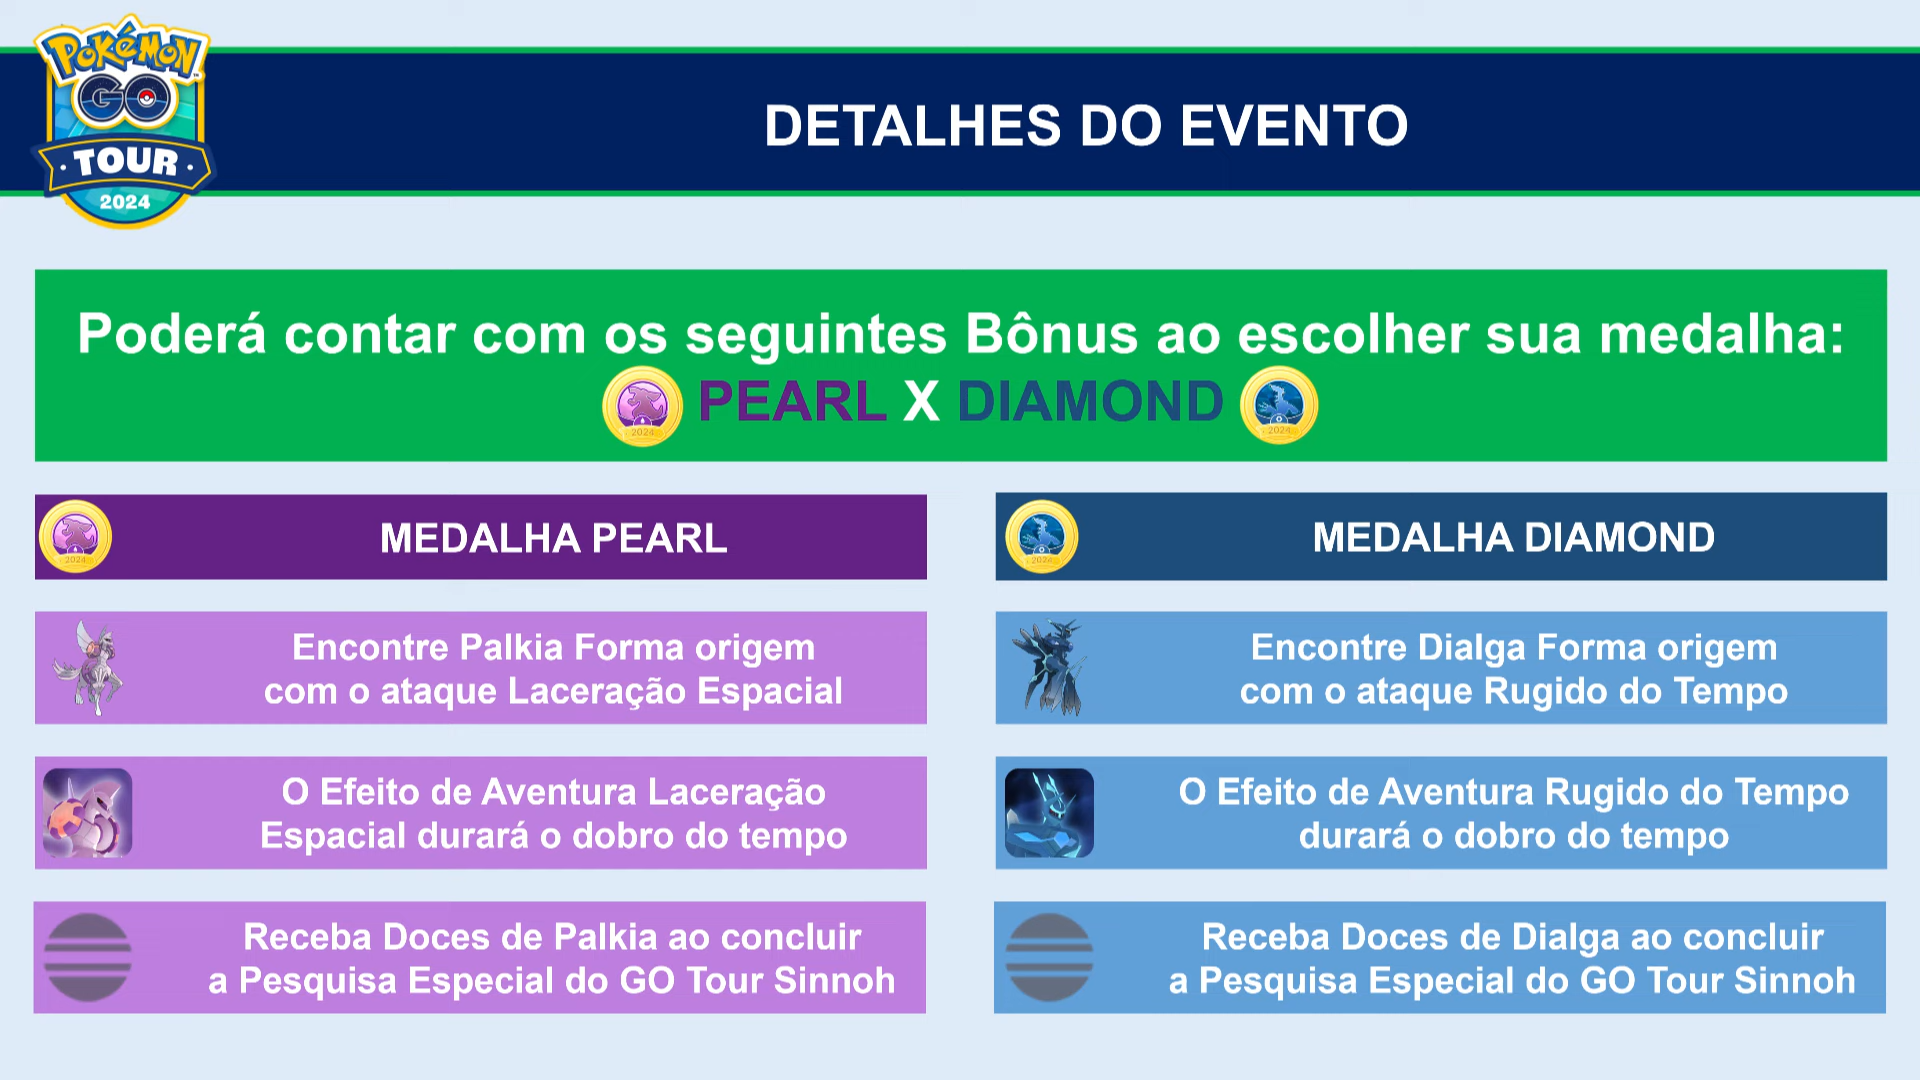 POKÉMON
GO
TOUR
2024
DETALHES DO EVENTO
Poderá contar com os seguintes Bônus ao escolher sua medalha:
2024 PEARL X DIAMOND 2024
2024 MEDALHA PEARL
Encontre Palkia Forma origem
com o ataque Laceração Espacial
O Efeito de Aventura Laceração
Espacial durará o dobro do tempo
Receba Doces de Palkia ao concluir
a Pesquisa Especial do GO Tour Sinnoh
2024 MEDALHA DIAMOND
Encontre Dialga Forma origem
com o ataque Rugido do Tempo
O Efeito de Aventura Rugido do Tempo
durará o dobro do tempo
Receba Doces de Dialga ao concluir
a Pesquisa Especial do GO Tour Sinnoh